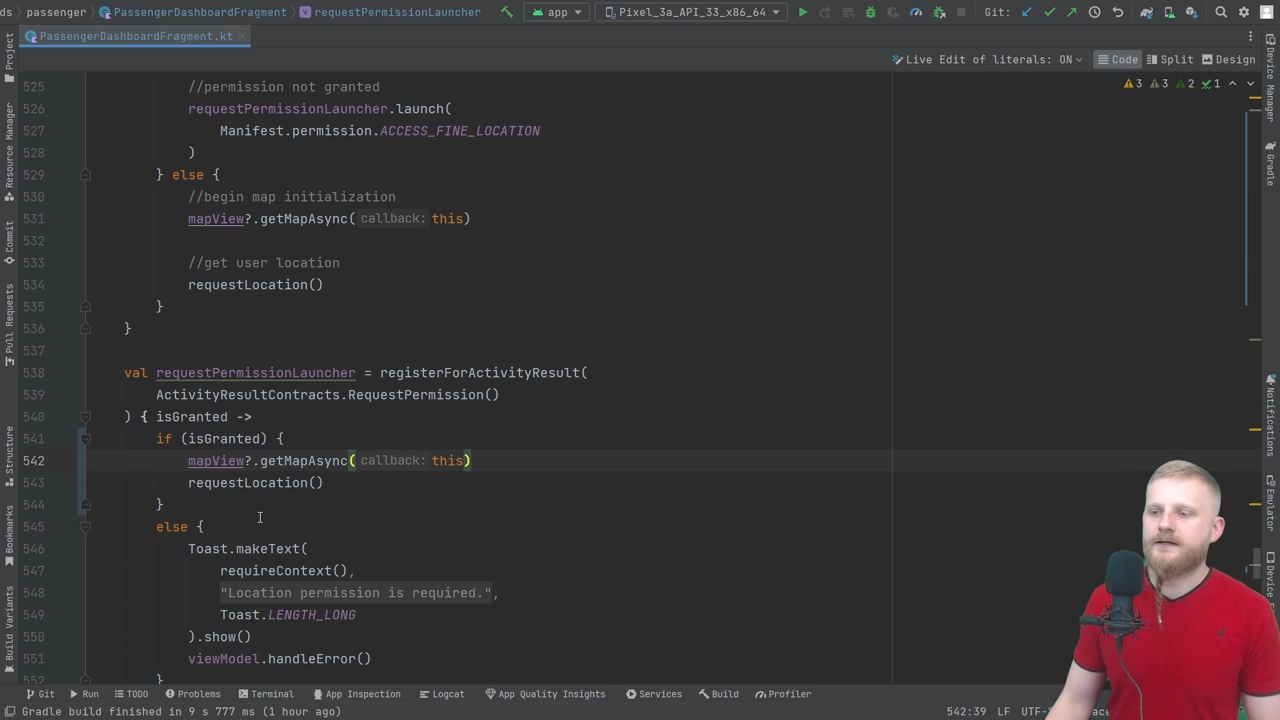 ds passenger PassengerDashboardFragment requestPermissionLauncher app Pixel_3a_API_33_x86_64 Git:
PassengerDashboardFragment.kt
Live Edit of literals: ON Code Split Design
3 3 2 1
525 //permission not granted
526 requestPermissionLauncher.launch(
527 Manifest.permission.ACCESS_FINE_LOCATION
528 )
529 } else {
530 //begin map initialization
531 mapView?.getMapAsync( callback: this)
532
533 //get user location
534 requestLocation()
535 }
536 }
537
538 val requestPermissionLauncher = registerForActivityResult(
539 ActivityResultContracts.RequestPermission()
540 ) { isGranted ->
541 if (isGranted) {
542 mapView?.getMapAsync( callback: this)
543 requestLocation()
544 }
545 else {
546 Toast.makeText(
547 requireContext(),
548 "Location permission is required.",
549 Toast.LENGTH_LONG
550 ).show()
551 viewModel.handleError()
552 }
Project
Resource Manager
Commit
Pull Requests
Structure
Bookmarks
Build Variants
Device Manager
Gradle
Notifications
Emulator
Git Run TODO Problems Terminal App Inspection Logcat App Quality Insights Services Build Profiler
Gradle build finished in 9 s 777 ms (1 hour ago) 542:39 LF